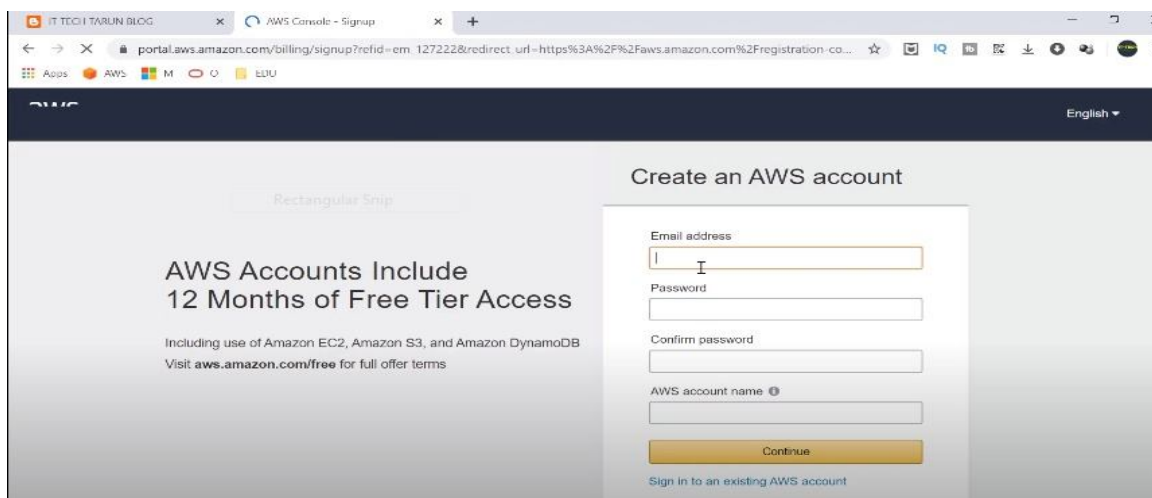 IT TECH TARUN BLOG
AWS Console - Signup
portal.aws.amazon.com/billing/signup?refid=em_127222&redirect_url=https%3A%2F%2Faws.amazon.com%2Fregistration-co...
IQ
Apps
AWS
M
O
EDU
aws
English
Rectangular Snip
Create an AWS account
Email address
AWS Accounts Include
12 Months of Free Tier Access
Password
Including use of Amazon EC2, Amazon S3, and Amazon DynamoDB
Visit aws.amazon.com/free for full offer terms
Confirm password
AWS account name
Continue
Sign in to an existing AWS account